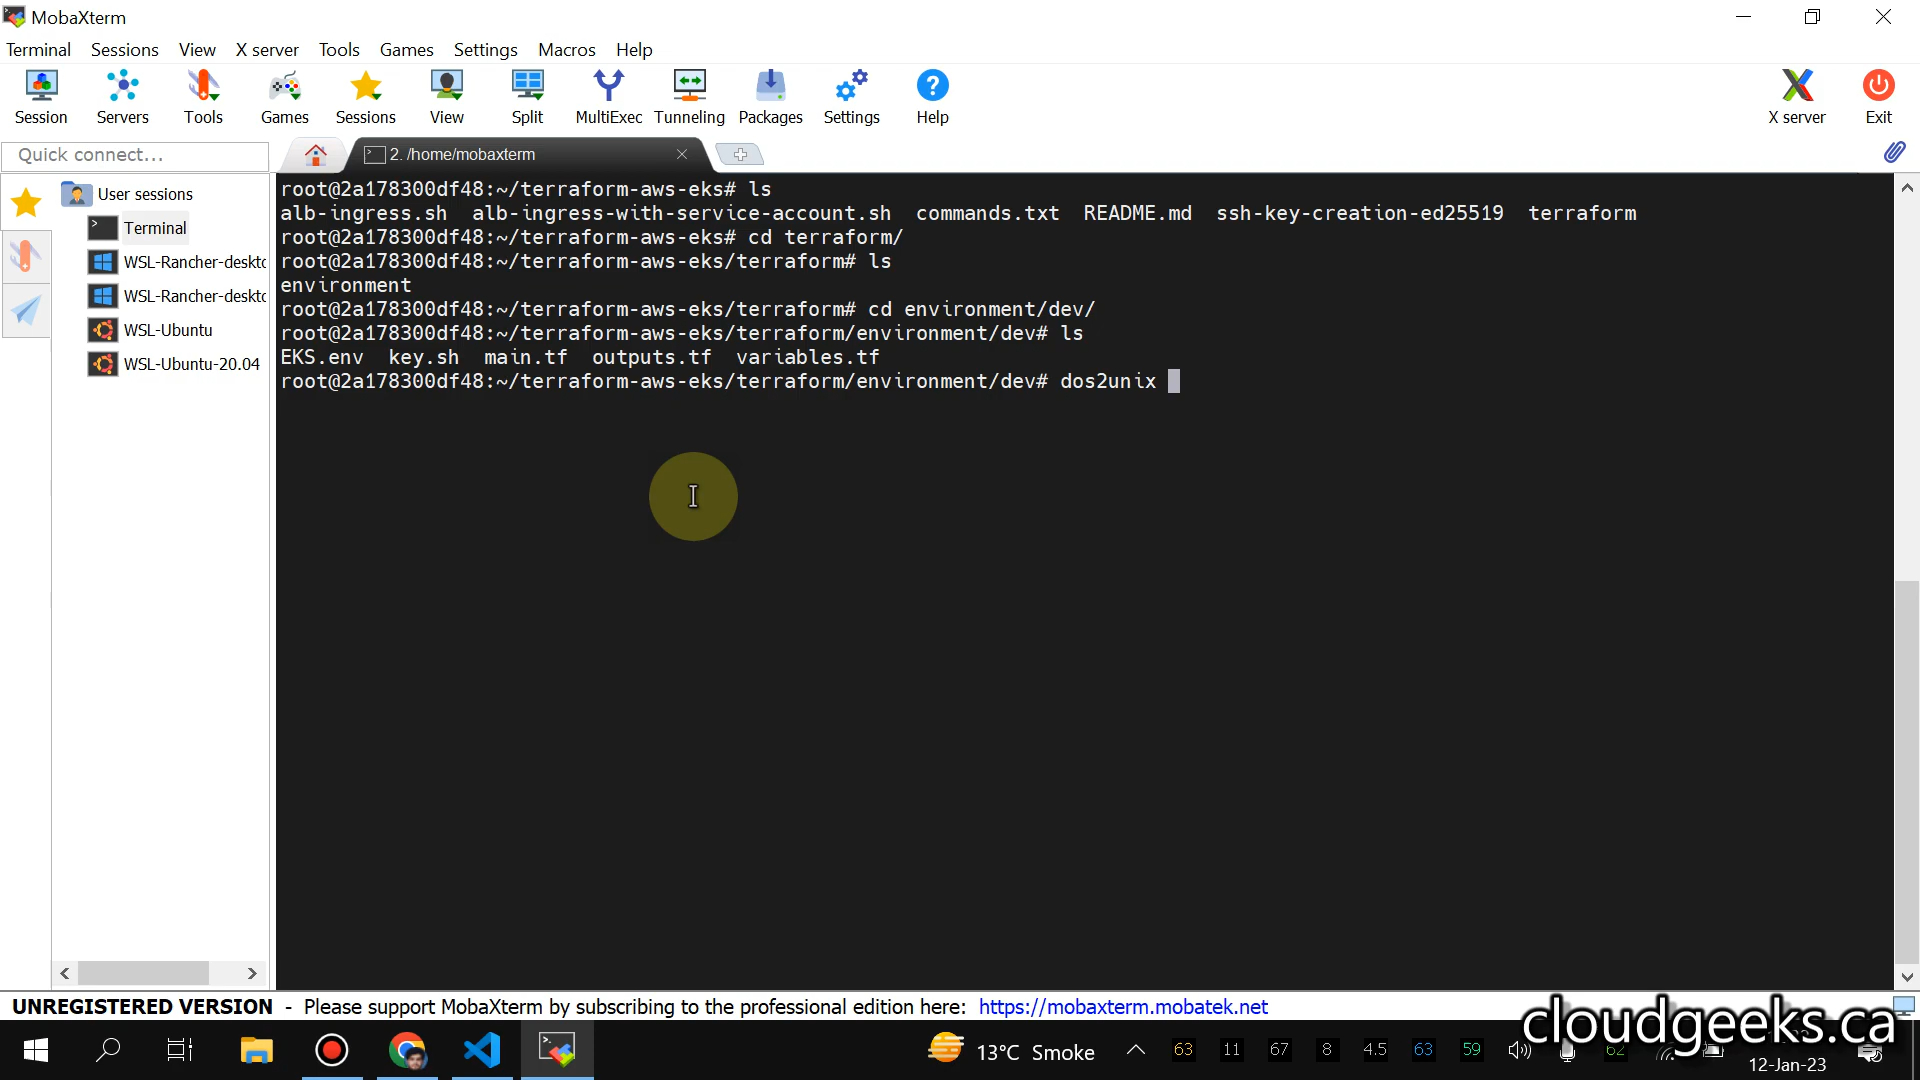 MobaXterm
Terminal Sessions View X server Tools Games Settings Macros Help
Session Servers Tools Games Sessions View Split MultiExec Tunneling Packages Settings Help X server Exit
Quick connect...
2. /home/mobaxterm
User sessions
Terminal
WSL-Rancher-deskto
WSL-Rancher-deskto
WSL-Ubuntu
WSL-Ubuntu-20.04
root@2a178300df48:~/terraform-aws-eks# ls
alb-ingress.sh alb-ingress-with-service-account.sh commands.txt README.md ssh-key-creation-ed25519 terraform
root@2a178300df48:~/terraform-aws-eks# cd terraform/
root@2a178300df48:~/terraform-aws-eks/terraform# ls
environment
root@2a178300df48:~/terraform-aws-eks/terraform# cd environment/dev/
root@2a178300df48:~/terraform-aws-eks/terraform/environment/dev# ls
EKS.env key.sh main.tf outputs.tf variables.tf
root@2a178300df48:~/terraform-aws-eks/terraform/environment/dev# dos2unix
UNREGISTERED VERSION - Please support MobaXterm by subscribing to the professional edition here: https://mobaxterm.mobatek.net
cloudgeeks.ca
13°C Smoke 63 11 67 8 4.5 63 59 62
12-Jan-23